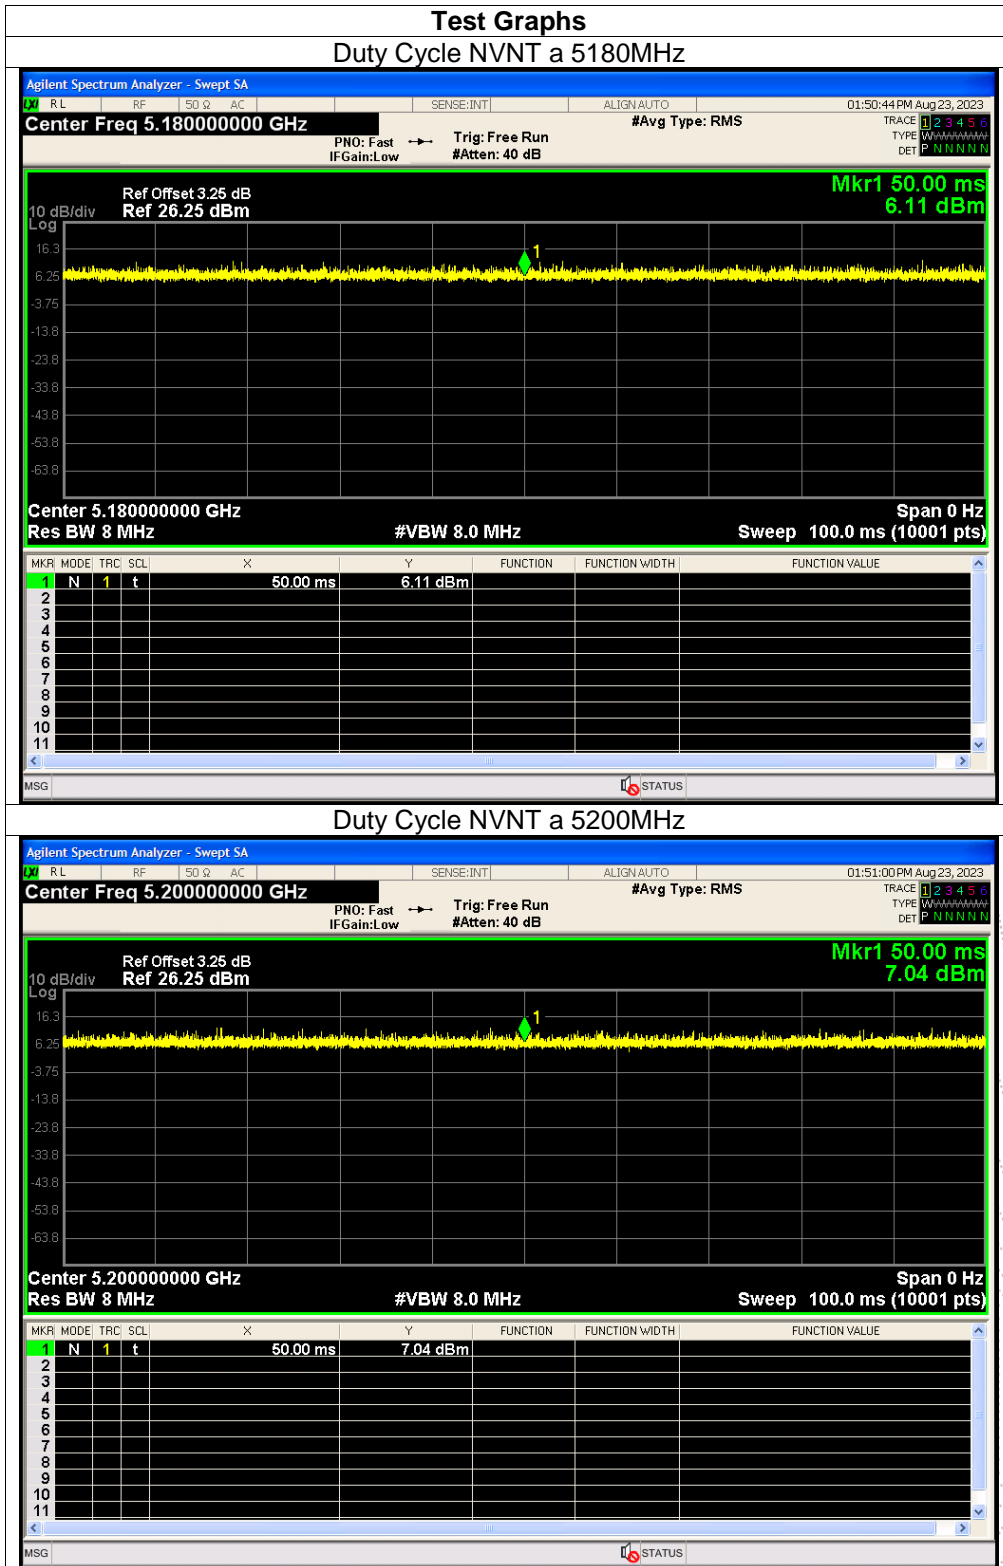 Test Graphs
Duty Cycle NVNT a 5180MHz
Agilent Spectrum Analyzer - Swept SA
LXI RL RF 50 Ω AC SENSE:INT ALIGN AUTO 01:50:44 PM Aug 23, 2023
Center Freq 5.180000000 GHz #Avg Type: RMS TRACE 1 2 3 4 5 6
PNO: Fast Trig: Free Run TYPE WWWWWW
IFGain:Low #Atten: 40 dB DET P N N N N N
Mkr1 50.00 ms
Ref Offset 3.25 dB
10 dB/div Ref 26.25 dBm 6.11 dBm
Log
16.3
1
6.25
-3.75
-13.8
-23.8
-33.8
-43.8
-53.8
-63.8
Center 5.180000000 GHz Span 0 Hz
Res BW 8 MHz #VBW 8.0 MHz Sweep 100.0 ms (10001 pts)
MKR MODE TRC SCL X Y FUNCTION FUNCTION WIDTH FUNCTION VALUE
1 N 1 t 50.00 ms 6.11 dBm
2
3
4
5
6
7
8
9
10
11
MSG STATUS
Duty Cycle NVNT a 5200MHz
Agilent Spectrum Analyzer - Swept SA
LXI RL RF 50 Ω AC SENSE:INT ALIGN AUTO 01:51:00 PM Aug 23, 2023
Center Freq 5.200000000 GHz #Avg Type: RMS TRACE 1 2 3 4 5 6
PNO: Fast Trig: Free Run TYPE WWWWWW
IFGain:Low #Atten: 40 dB DET P N N N N N
Mkr1 50.00 ms
Ref Offset 3.25 dB
10 dB/div Ref 26.25 dBm 7.04 dBm
Log
16.3
1
6.25
-3.75
-13.8
-23.8
-33.8
-43.8
-53.8
-63.8
Center 5.200000000 GHz Span 0 Hz
Res BW 8 MHz #VBW 8.0 MHz Sweep 100.0 ms (10001 pts)
MKR MODE TRC SCL X Y FUNCTION FUNCTION WIDTH FUNCTION VALUE
1 N 1 t 50.00 ms 7.04 dBm
2
3
4
5
6
7
8
9
10
11
MSG STATUS